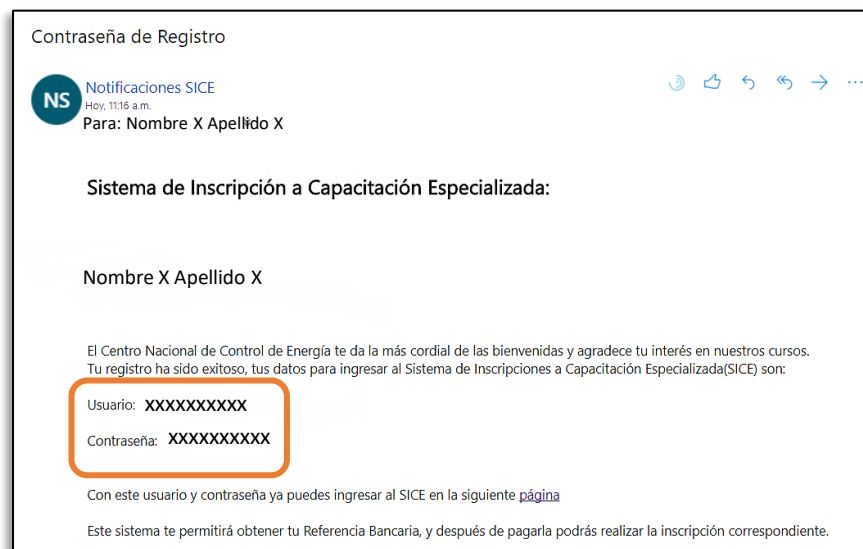 Contraseña de Registro
NS
Notificaciones SICE
Hoy, 11:16 a.m.
Para: Nombre X Apellido X
Sistema de Inscripción a Capacitación Especializada:
Nombre X Apellido X
El Centro Nacional de Control de Energía te da la más cordial de las bienvenidas y agradece tu interés en nuestros cursos.
Tu registro ha sido exitoso, tus datos para ingresar al Sistema de Inscripciones a Capacitación Especializada(SICE) son:
Usuario: XXXXXXXXXX
Contraseña: XXXXXXXXXX
Con este usuario y contraseña ya puedes ingresar al SICE en la siguiente página
Este sistema te permitirá obtener tu Referencia Bancaria, y después de pagarla podrás realizar la inscripción correspondiente.